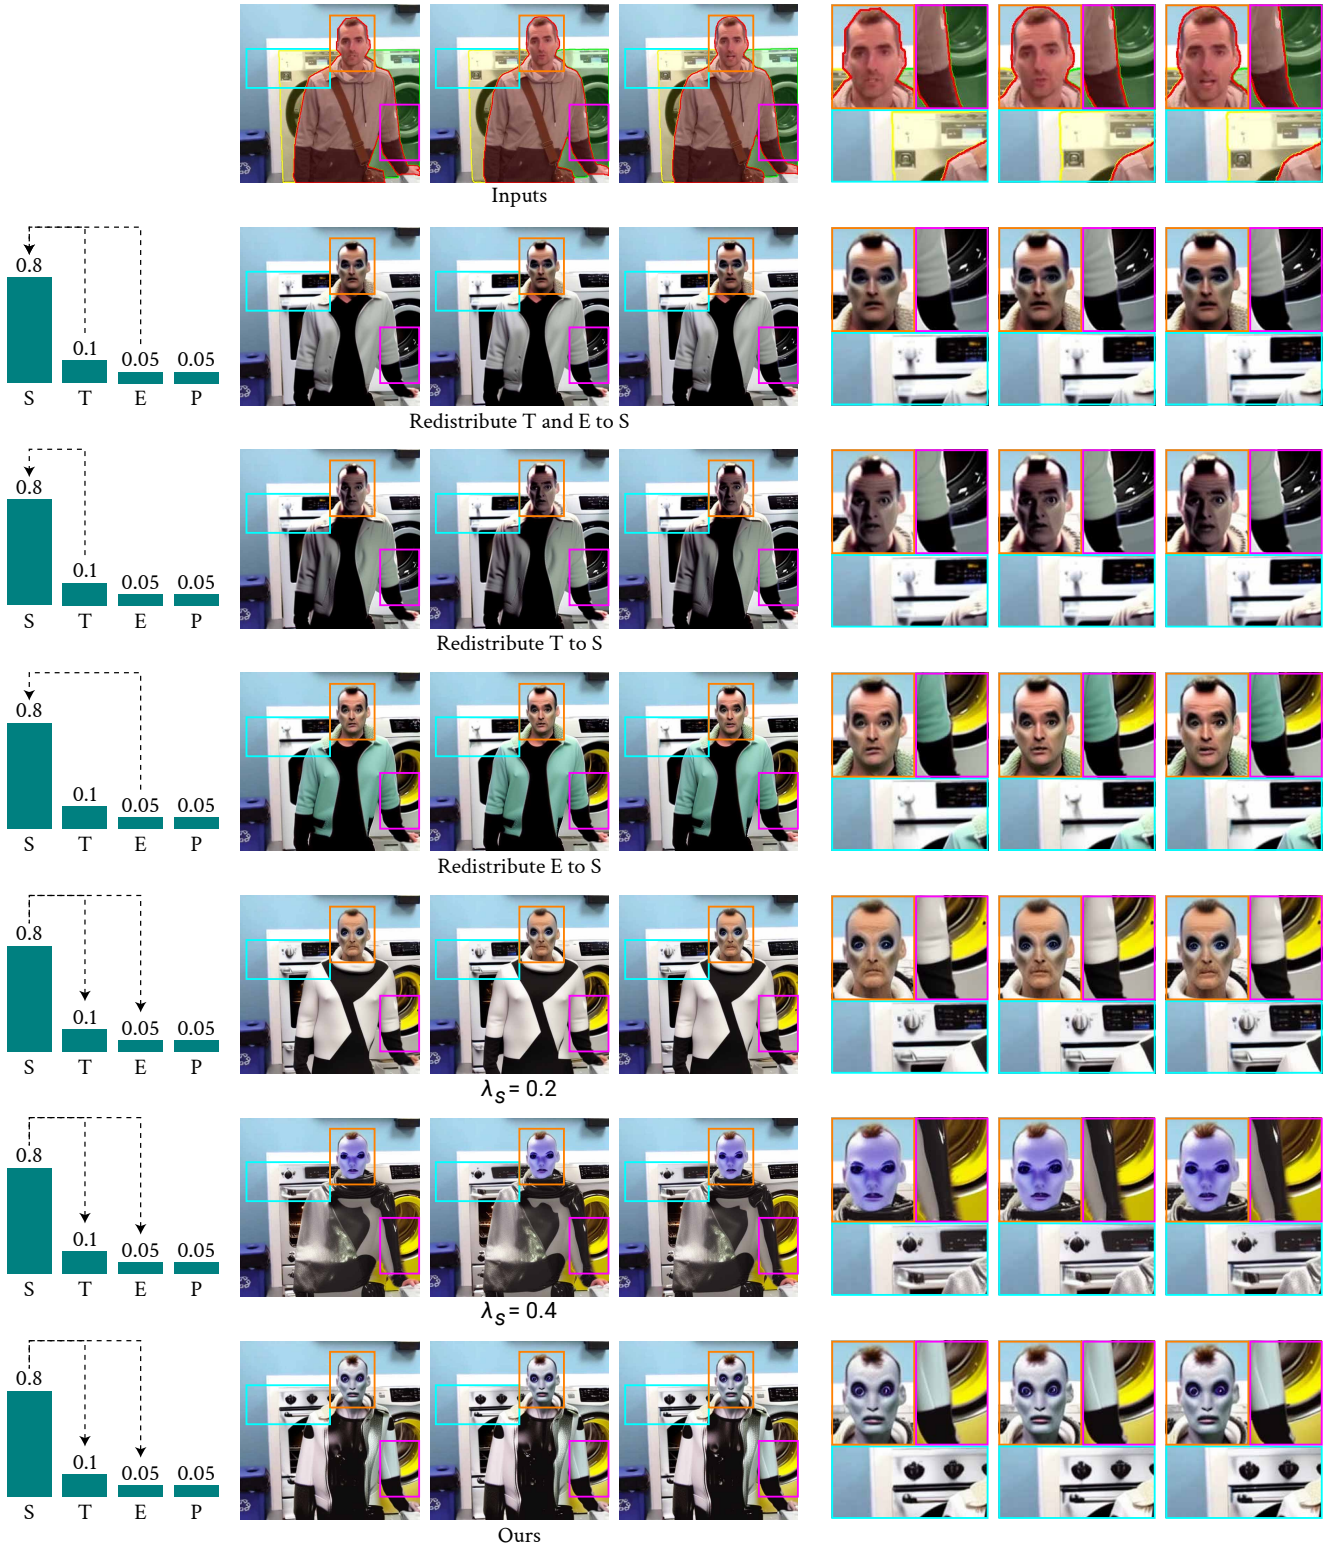 Inputs
0.8
0.1
0.05 0.05
S T E P
Redistribute T and E to S
0.8
0.1
0.05 0.05
S T E P
Redistribute T to S
0.8
0.1
0.05 0.05
S T E P
Redistribute E to S
0.8
0.1
0.05 0.05
S T E P
λS = 0.2
0.8
0.1
0.05 0.05
S T E P
λS = 0.4
0.8
0.1
0.05 0.05
S T E P
Ours